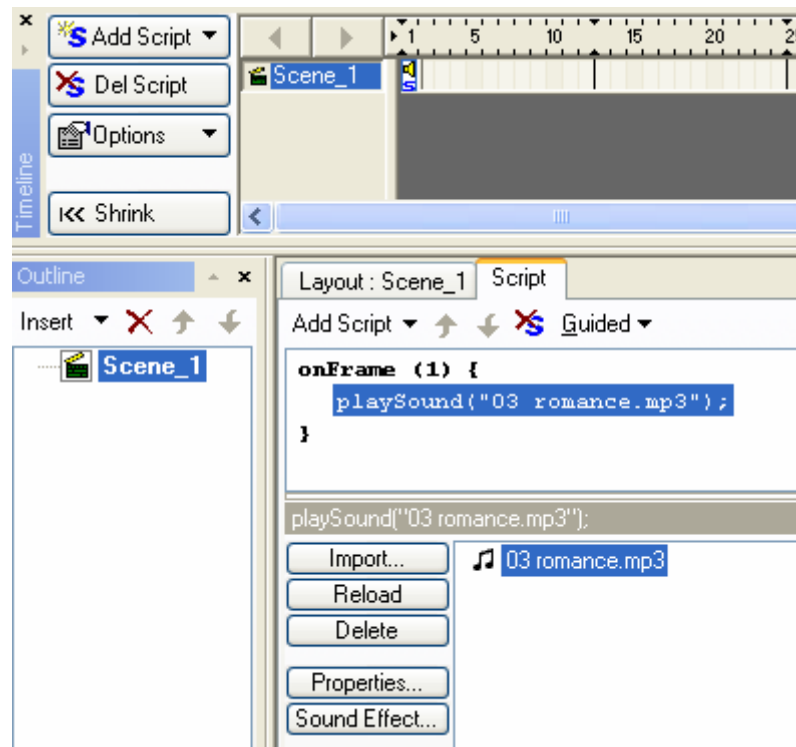 Timeline
Add Script
Del Script
Options
Shrink
1 5 10 15 20 2
Scene_1
Outline
Insert
Scene_1
Layout : Scene_1 Script
Add Script Guided
onFrame (1) {
playSound("03 romance.mp3");
}
playSound("03 romance.mp3");
Import...
Reload
Delete
Properties...
Sound Effect...
03 romance.mp3